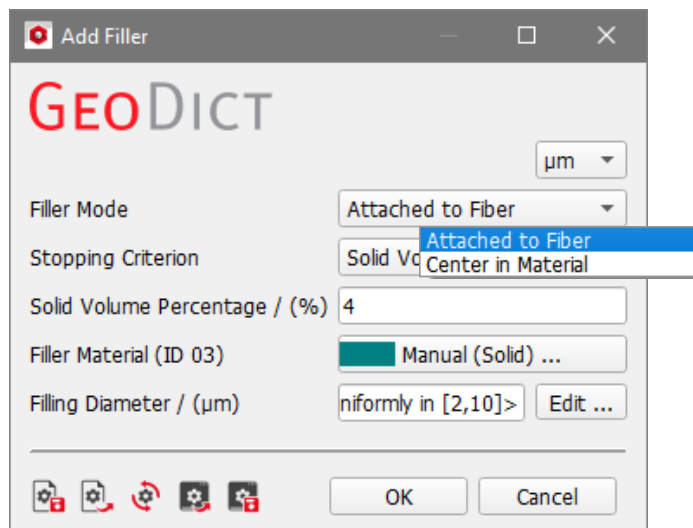 Add Filler
GEODICT
µm
Filler Mode Attached to Fiber
Attached to Fiber
Stopping Criterion Solid Vo
Center in Material
Solid Volume Percentage / (%) 4
Filler Material (ID 03) Manual (Solid) ...
Filling Diameter / (µm) niformly in [2,10]> Edit ...
OK Cancel